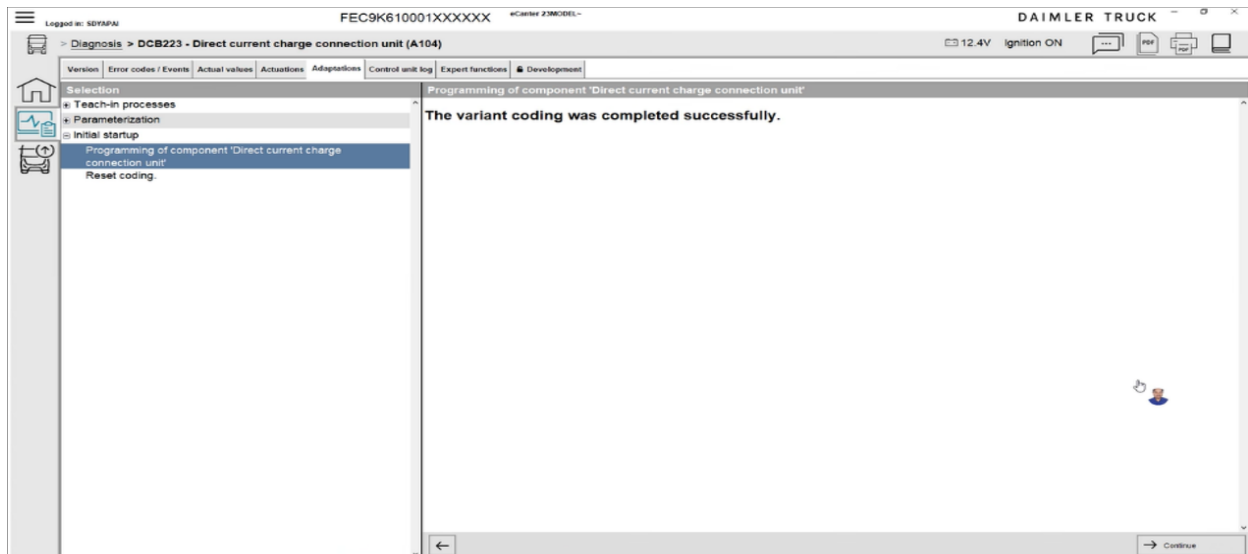 Logged in: SDYAPAI
FEC9K610001XXXXXX
eCanter 23MODEL~
DAIMLER TRUCK
> Diagnosis > DCB223 - Direct current charge connection unit (A104)
12.4V Ignition ON
PDF
Version Error codes / Events Actual values Actuations Adaptations Control unit log Expert functions Development
Selection
Programming of component 'Direct current charge connection unit'
Teach-in processes
Parameterization
Initial startup
Programming of component 'Direct current charge
connection unit'
Reset coding.
The variant coding was completed successfully.
Continue